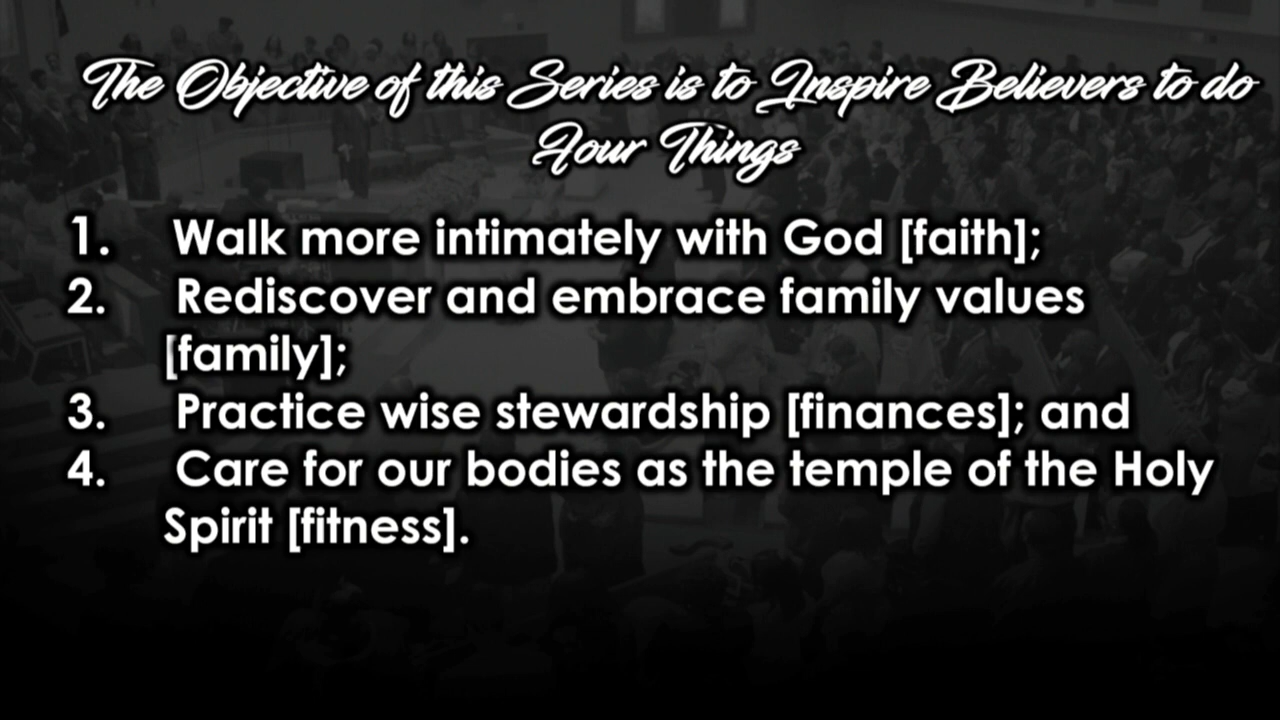 The Objective of this Series is to Inspire Believers to do
Four Things
1. Walk more intimately with God [faith];
2. Rediscover and embrace family values
[family];
3. Practice wise stewardship [finances]; and
4. Care for our bodies as the temple of the Holy
Spirit [fitness].